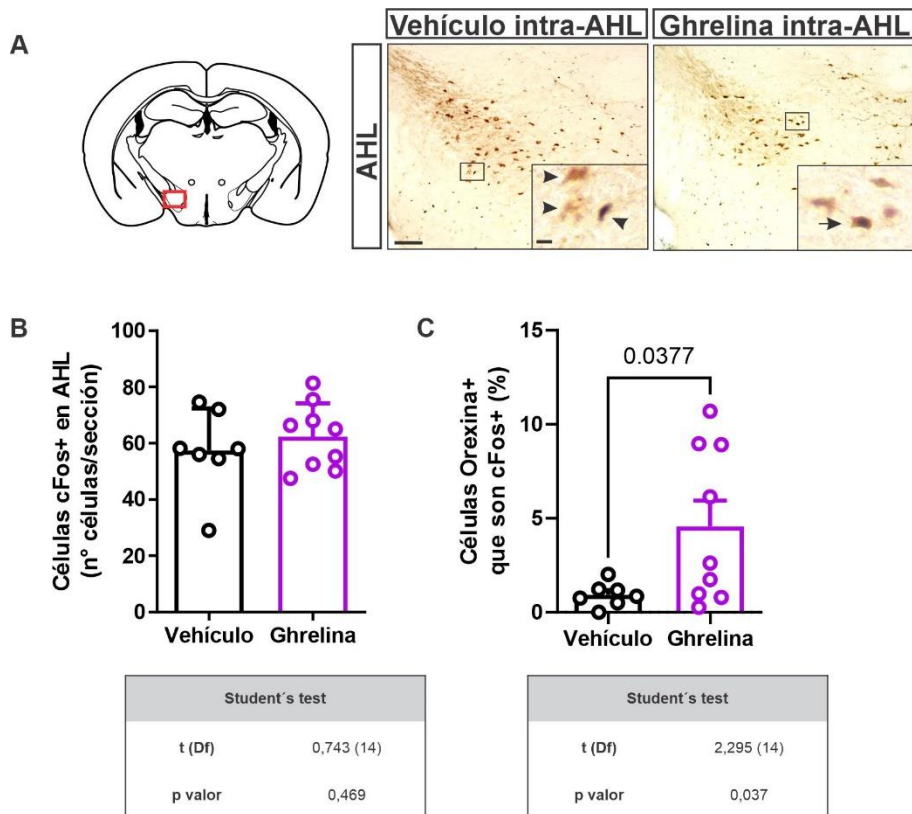 A
Vehículo intra-AHL
Ghrelina intra-AHL
AHL
B
Células cFos+ en AHL
(n° células/sección)
100
80
60
40
20
0
Vehículo
Ghrelina
C
Células Orexina+
que son cFos+ (%)
15
10
5
0
0.0377
Vehículo
Ghrelina
Student´s test
t (Df) 0,743 (14)
p valor 0,469
Student´s test
t (Df) 2,295 (14)
p valor 0,037